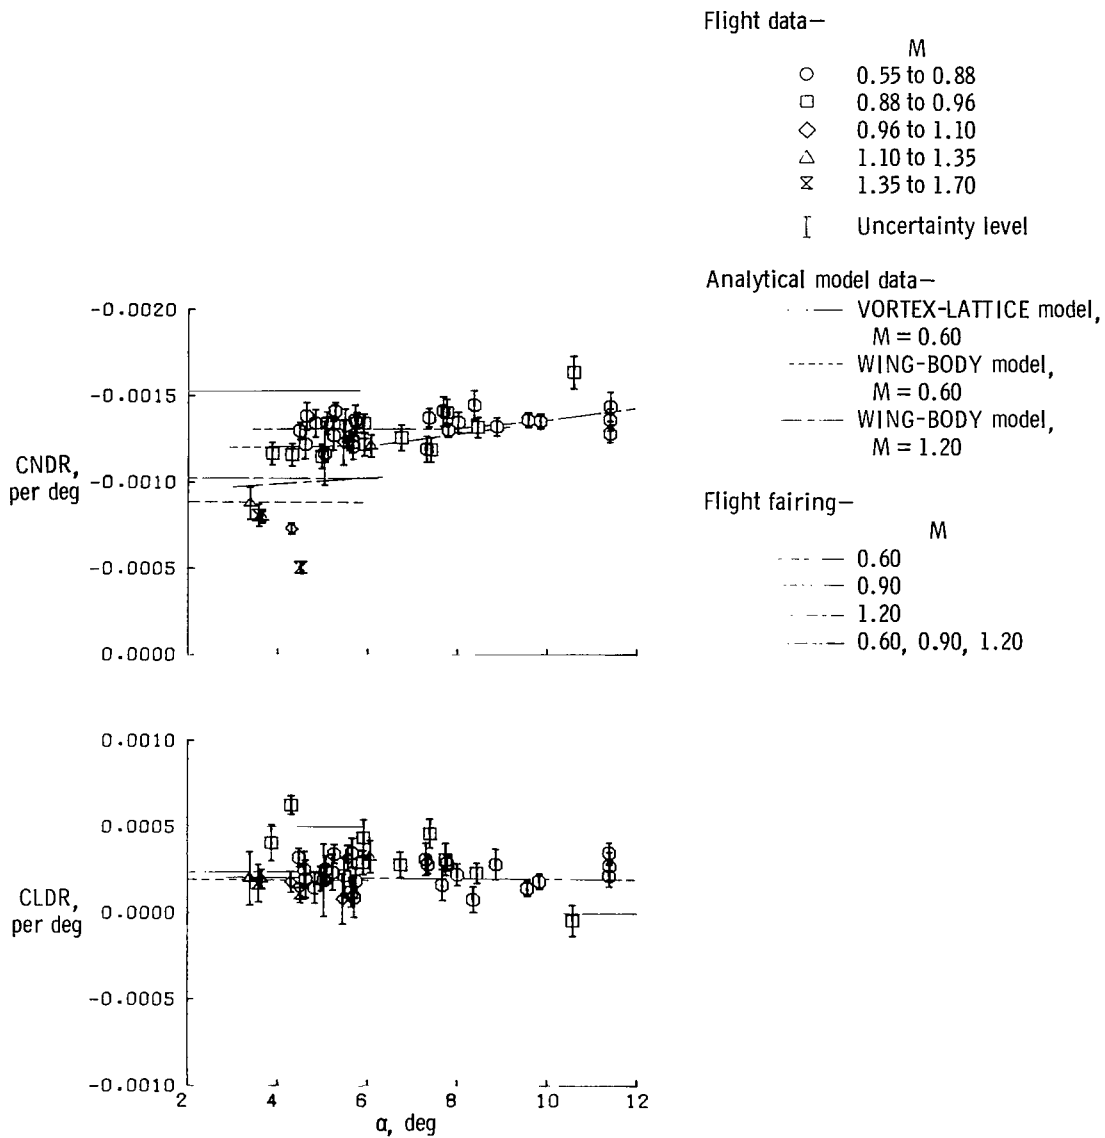 Flight data—
M
0.55 to 0.88
0.88 to 0.96
0.96 to 1.10
1.10 to 1.35
1.35 to 1.70
Uncertainty level
Analytical model data—
VORTEX-LATTICE model,
M = 0.60
WING-BODY model,
M = 0.60
WING-BODY model,
M = 1.20
Flight fairing—
M
0.60
0.90
1.20
0.60, 0.90, 1.20
-0.0020
-0.0015
CNDR,
per deg
-0.0010
-0.0005
0.0000
0.0010
0.0005
CLDR,
per deg
0.0000
-0.0005
-0.0010
2 4 6 8 10 12
α, deg